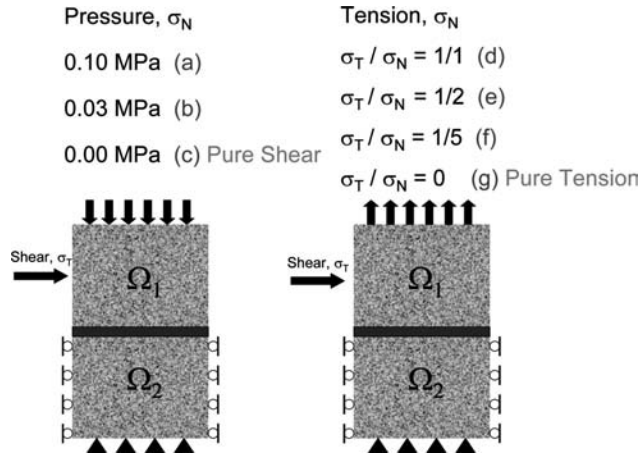 Pressure, σN
0.10 MPa (a)
0.03 MPa (b)
0.00 MPa (c) Pure Shear
Shear, σT
Ω1
Ω2
Tension, σN
σT / σN = 1/1 (d)
σT / σN = 1/2 (e)
σT / σN = 1/5 (f)
σT / σN = 0 (g) Pure Tension
Shear, σT
Ω1
Ω2